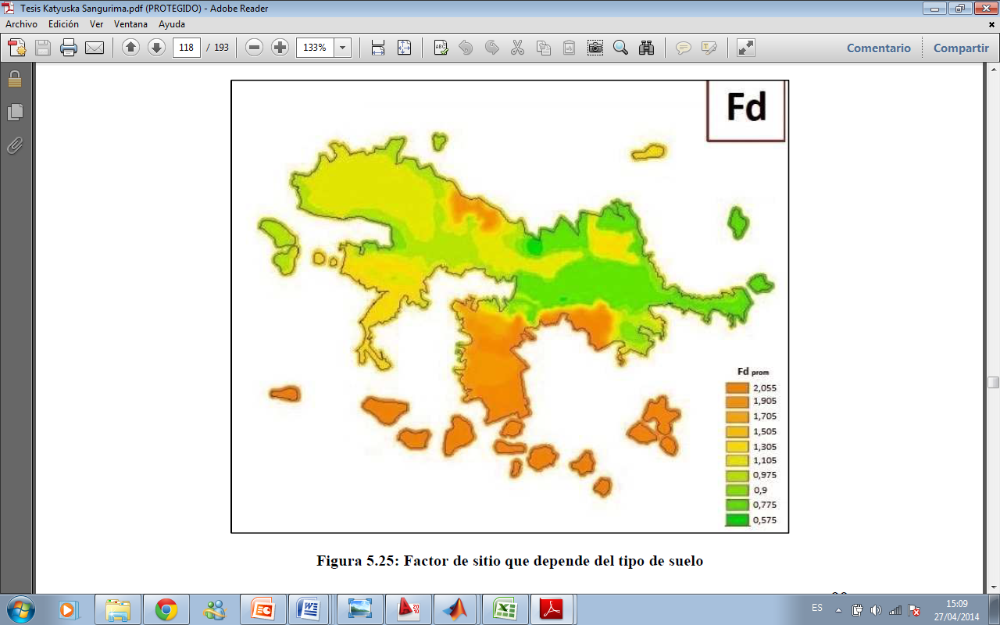 Tesis Katyuska Sangurima.pdf (PROTEGIDO) - Adobe Reader
Archivo Edición Ver Ventana Ayuda
118 / 193 133% Comentario Compartir
Fd
Fd prom
2,055
1,905
1,705
1,505
1,305
1,105
0,975
0,9
0,775
0,575
Figura 5.25: Factor de sitio que depende del tipo de suelo
ES 15:09
27/04/2014